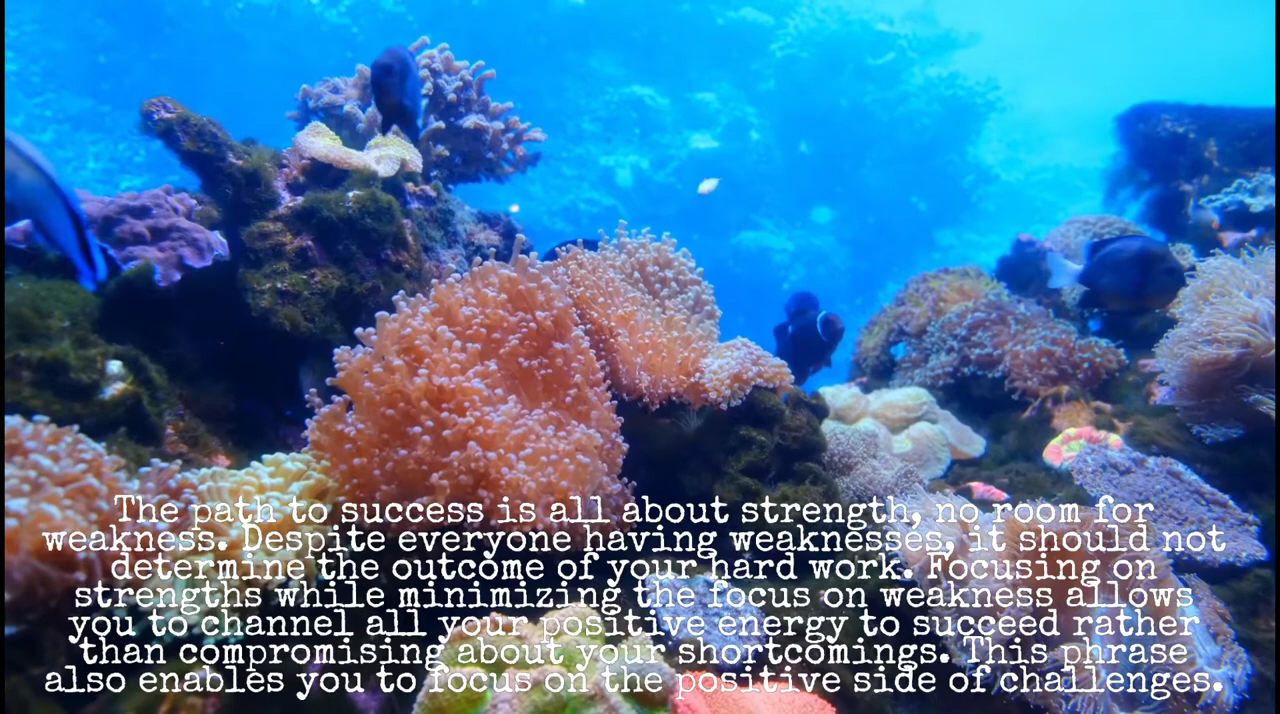 The path to success is all about strength, no room for
weakness. Despite everyone having weaknesses, it should not
determine the outcome of your hard work. Focusing on
strengths while minimizing the focus on weakness allows
you to channel all your positive energy to succeed rather
than compromising about your shortcomings. This phrase
also enables you to focus on the positive side of challenges.